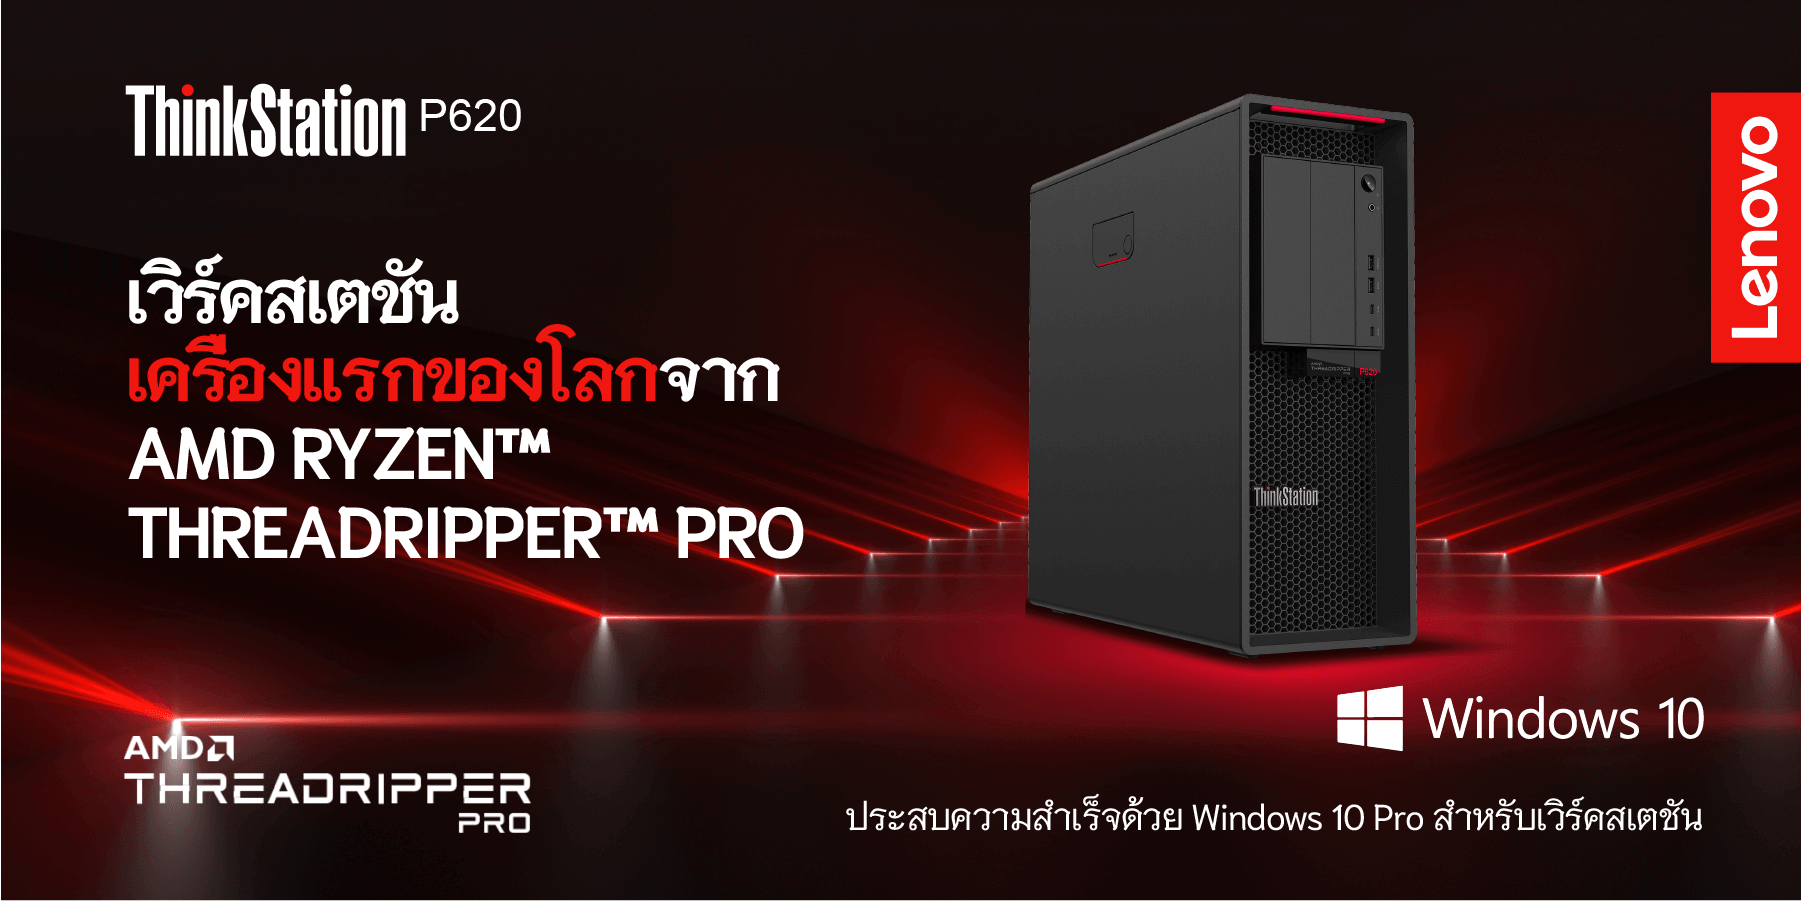 ThinkStation P620
Lenovo
เวิร์คสเตชัน
เครื่องแรกของโลกจาก
AMD RYZEN™
THREADRIPPER™ PRO
AMD
THREADRIPPER P620
ThinkStation
AMD
THREADRIPPER
PRO
Windows 10
ประสบความสำเร็จด้วย Windows 10 Pro สำหรับเวิร์คสเตชัน